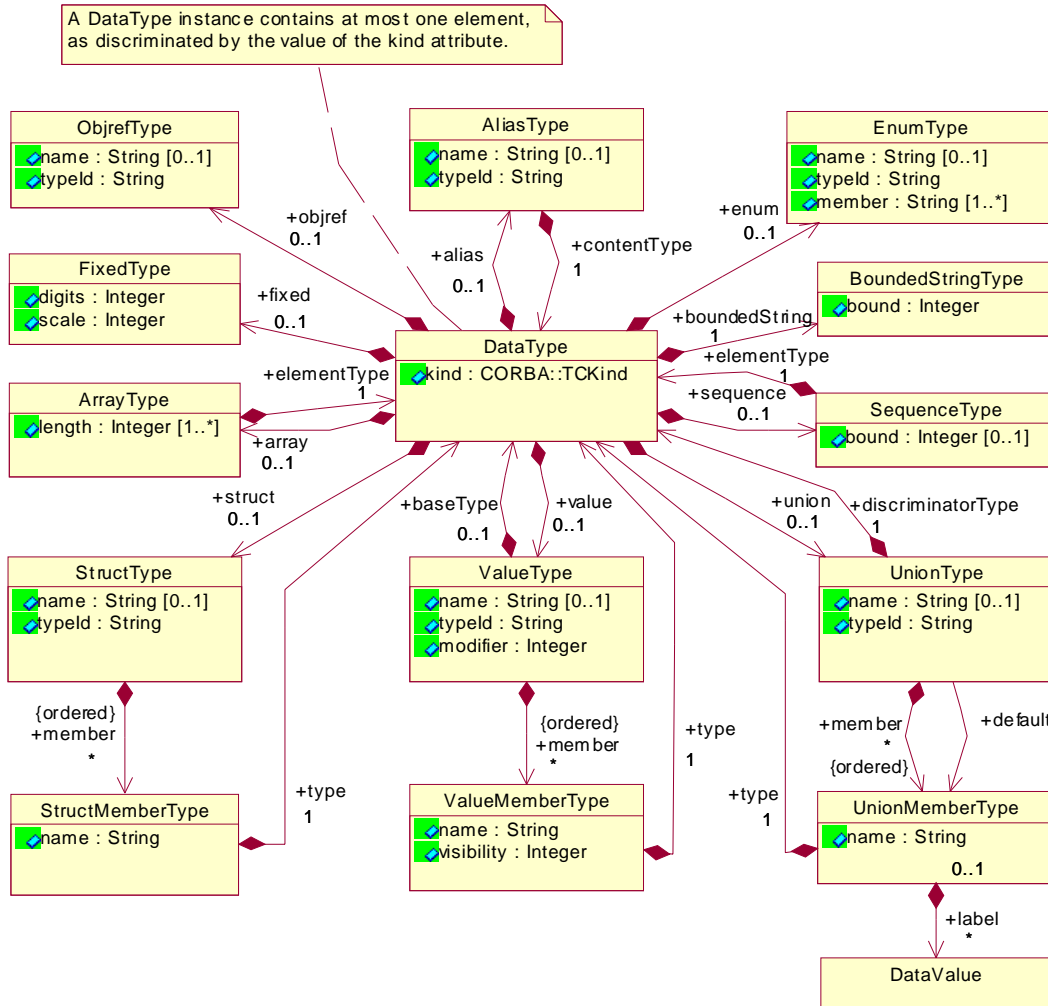 A DataType instance contains at most one element,
as discriminated by the value of the kind attribute.
ObjrefType
name : String [0..1]
typeId : String
AliasType
name : String [0..1]
typeId : String
EnumType
name : String [0..1]
typeId : String
member : String [1..*]
+objref
0..1
+alias
0..1
+contentType
1
+enum
0..1
FixedType
digits : Integer
scale : Integer
+fixed
0..1
BoundedStringType
bound : Integer
+boundedString
1
DataType
kind : CORBA::TCKind
+elementType
1
ArrayType
length : Integer [1..*]
+array
0..1
+elementType
1
+sequence
0..1
SequenceType
bound : Integer [0..1]
+struct
0..1
+baseType
0..1
+value
0..1
+union
0..1
+discriminatorType
1
StructType
name : String [0..1]
typeId : String
ValueType
name : String [0..1]
typeId : String
modifier : Integer
UnionType
name : String [0..1]
typeId : String
{ordered}
+member
*
{ordered}
+member
*
+type
1
+member
*
{ordered}
+default
+type
1
+type
1
StructMemberType
name : String
ValueMemberType
name : String
visibility : Integer
UnionMemberType
name : String
0..1
+label
*
DataValue